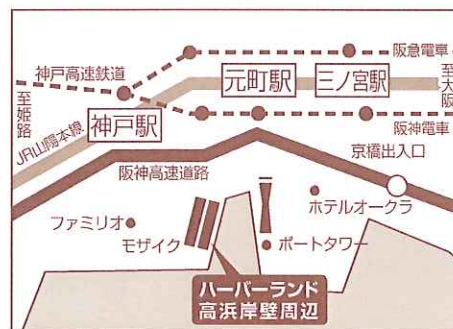 阪急電車
神戸高速鉄道
元町駅
三ノ宮駅
至大阪
至姫路
神戸駅
阪神電車
JR山陽本線
京橋出入口
阪神高速道路
ホテルオークラ
ファミリオ
モザイク
ポートタワー
ハーバーランド
高浜岸壁周辺